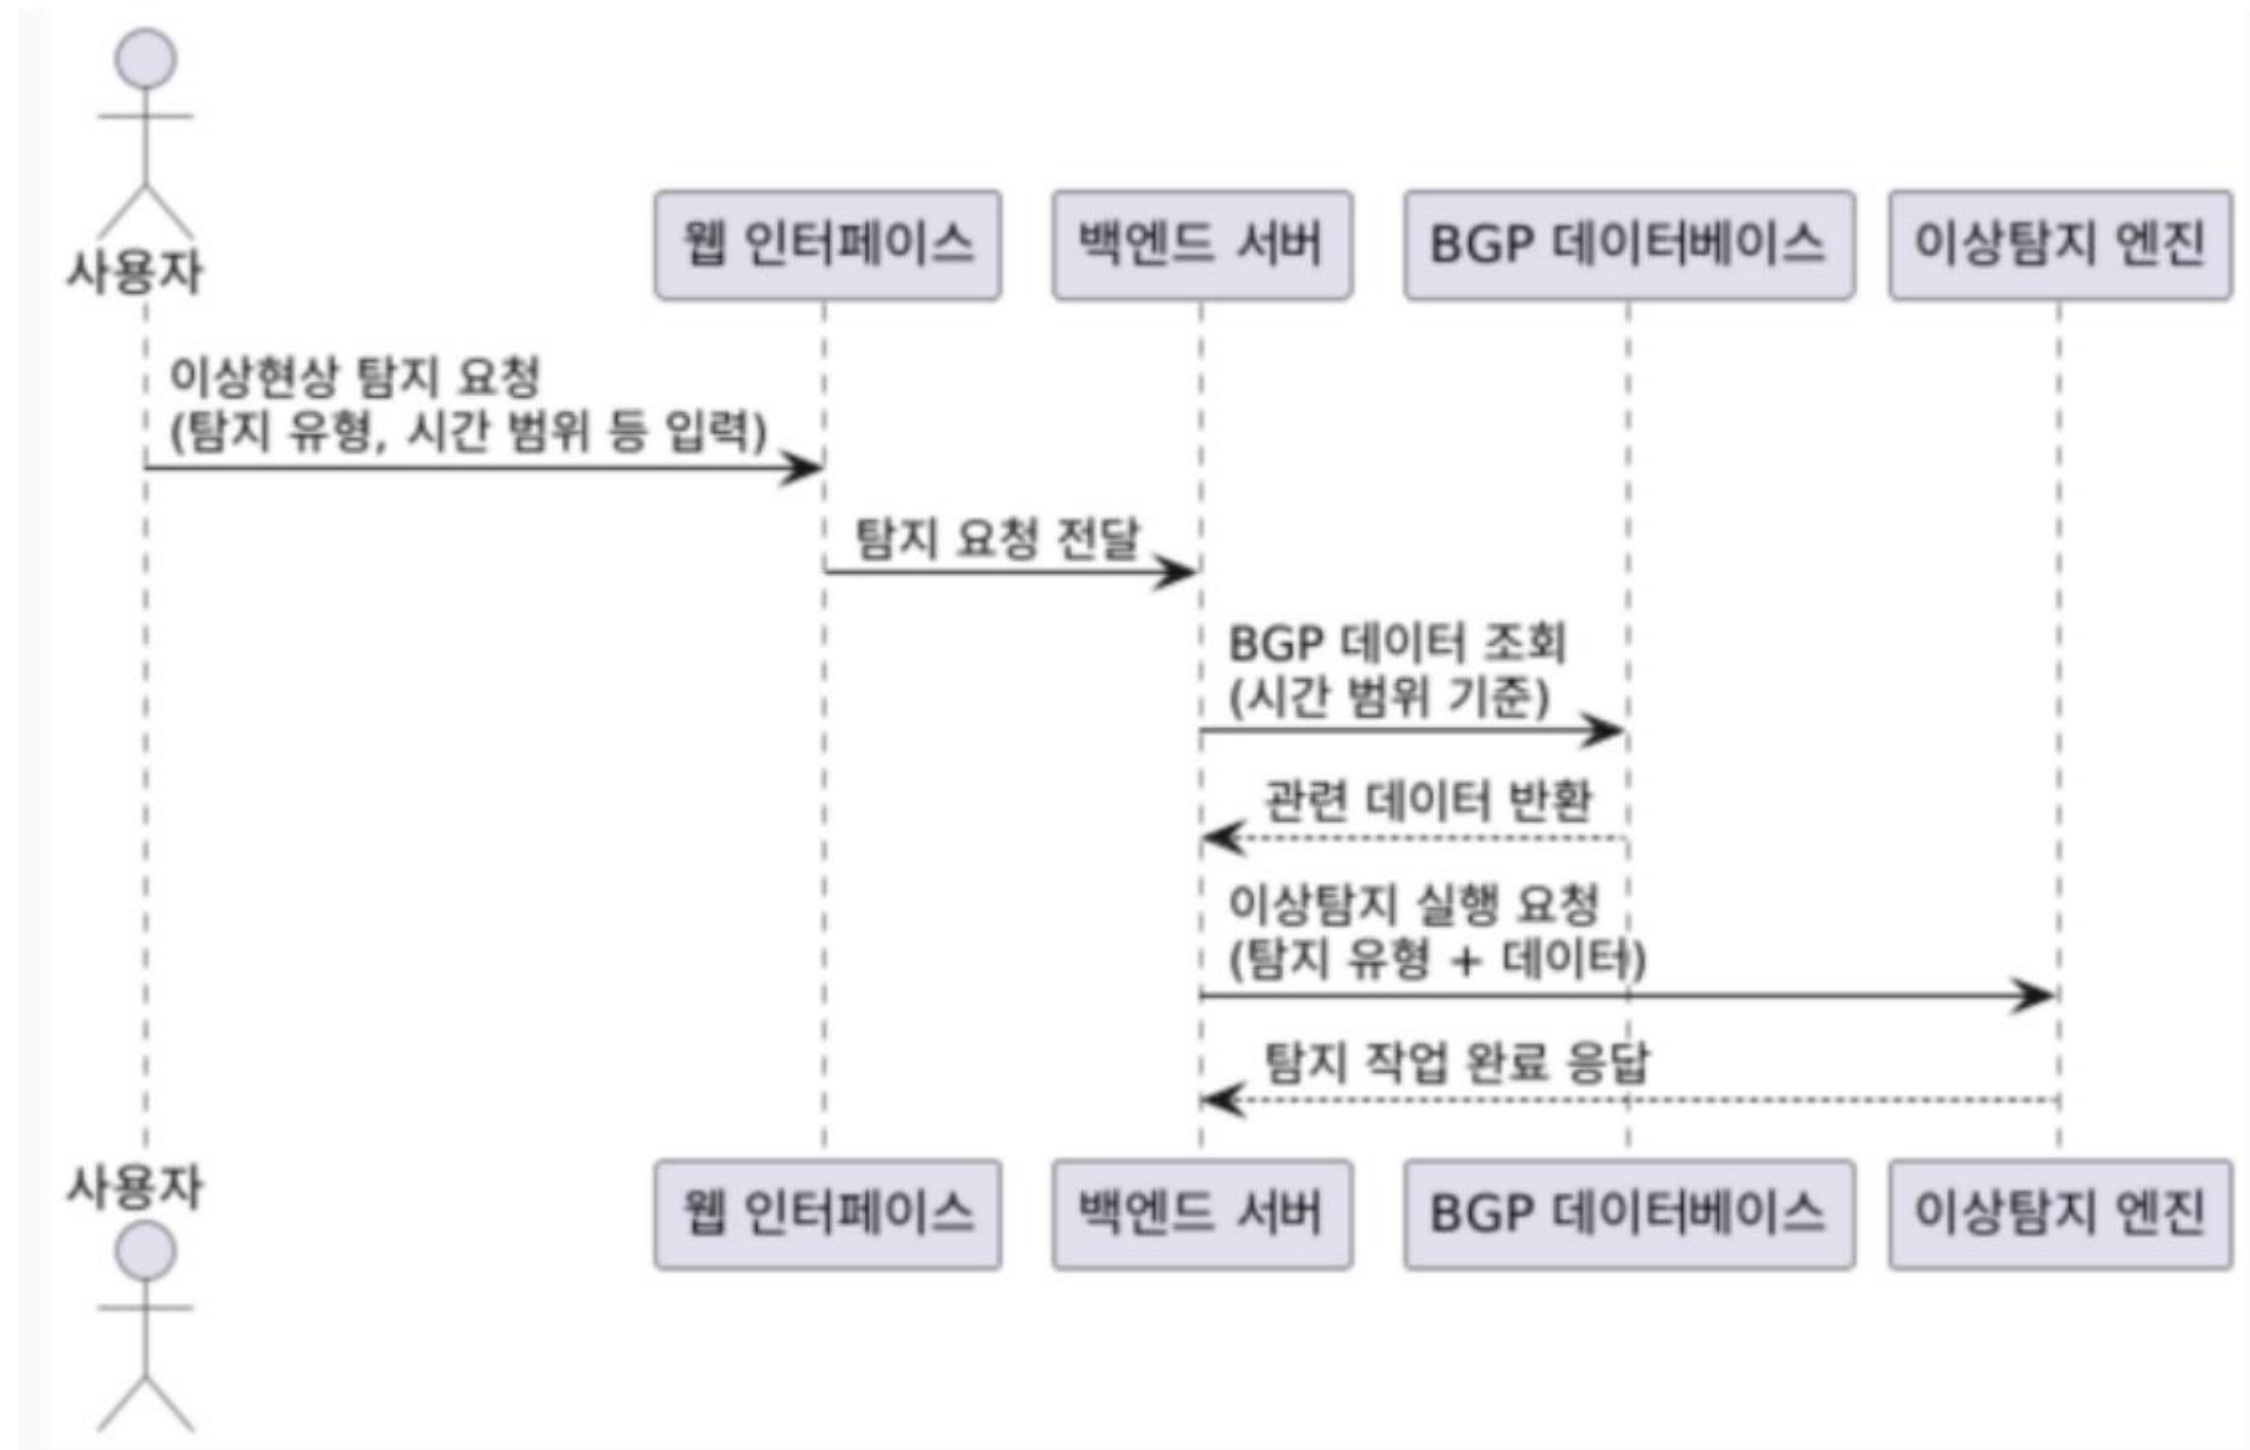 사용자
웹 인터페이스
백엔드 서버
BGP 데이터베이스
이상탐지 엔진
이상현상 탐지 요청
(탐지 유형, 시간 범위 등 입력)
탐지 요청 전달
BGP 데이터 조회
(시간 범위 기준)
관련 데이터 반환
이상탐지 실행 요청
(탐지 유형 + 데이터)
탐지 작업 완료 응답
사용자
웹 인터페이스
백엔드 서버
BGP 데이터베이스
이상탐지 엔진